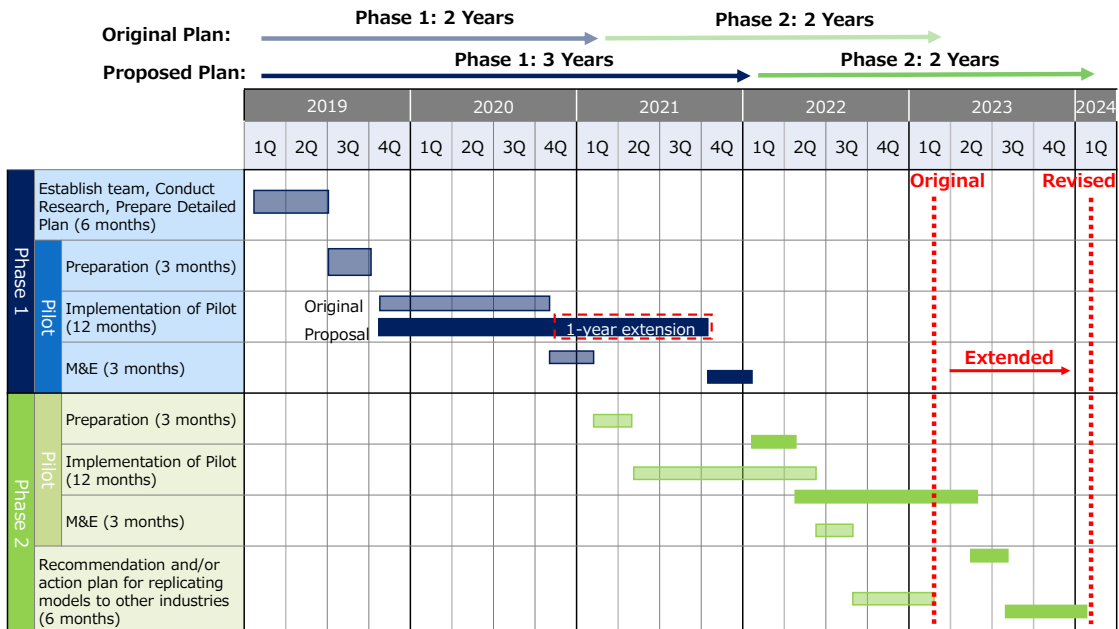 Phase 1: 2 Years
Phase 2: 2 Years
Original Plan:
Phase 1: 3 Years
Phase 2: 2 Years
Proposed Plan:
2019 2020 2021 2022 2023 2024
1Q 2Q 3Q 4Q 1Q 2Q 3Q 4Q 1Q 2Q 3Q 4Q 1Q 2Q 3Q 4Q 1Q 2Q 3Q 4Q 1Q
Original Revised
Phase 1
Establish team, Conduct
Research, Prepare Detailed
Plan (6 months)
Pilot
Preparation (3 months)
Implementation of Pilot
(12 months)
Original
Proposal
1-year extension
M&E (3 months)
Extended
Phase 2
Pilot
Preparation (3 months)
Implementation of Pilot
(12 months)
M&E (3 months)
Recommendation and/or
action plan for replicating
models to other industries
(6 months)